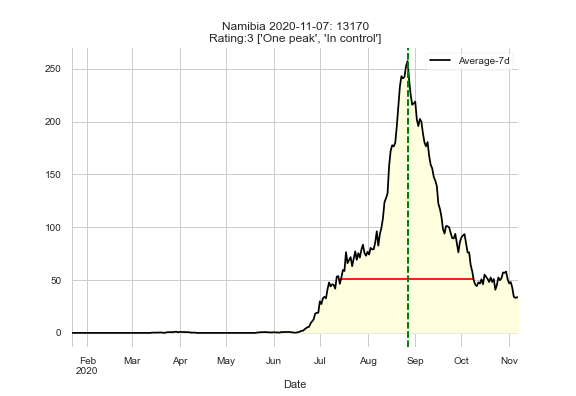 Namibia 2020-11-07: 13170
Rating:3 ['One peak', 'In control']
Average-7d
250
200
150
100
50
0
Feb Mar Apr May Jun Jul Aug Sep Oct Nov
2020
Date